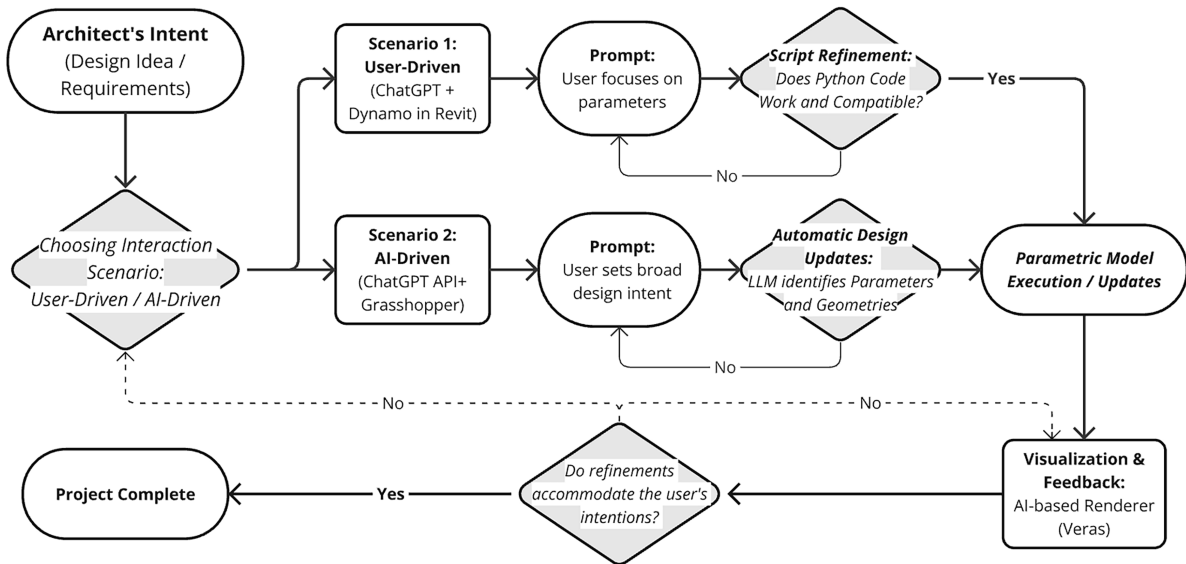 Architect's Intent
(Design Idea /
Requirements)
Scenario 1:
User-Driven
(ChatGPT +
Dynamo in Revit)
Prompt:
User focuses on
parameters
Script Refinement:
Does Python Code
Work and Compatible?
Yes
No
Choosing Interaction
Scenario:
User-Driven / AI-Driven
Scenario 2:
AI-Driven
(ChatGPT API+
Grasshopper)
Prompt:
User sets broad
design intent
Automatic Design
Updates:
LLM identifies Parameters
and Geometries
Parametric Model
Execution / Updates
No
No
No
Project Complete
Yes
Do refinements
accommodate the user's
intentions?
Visualization &
Feedback:
AI-based Renderer
(Veras)